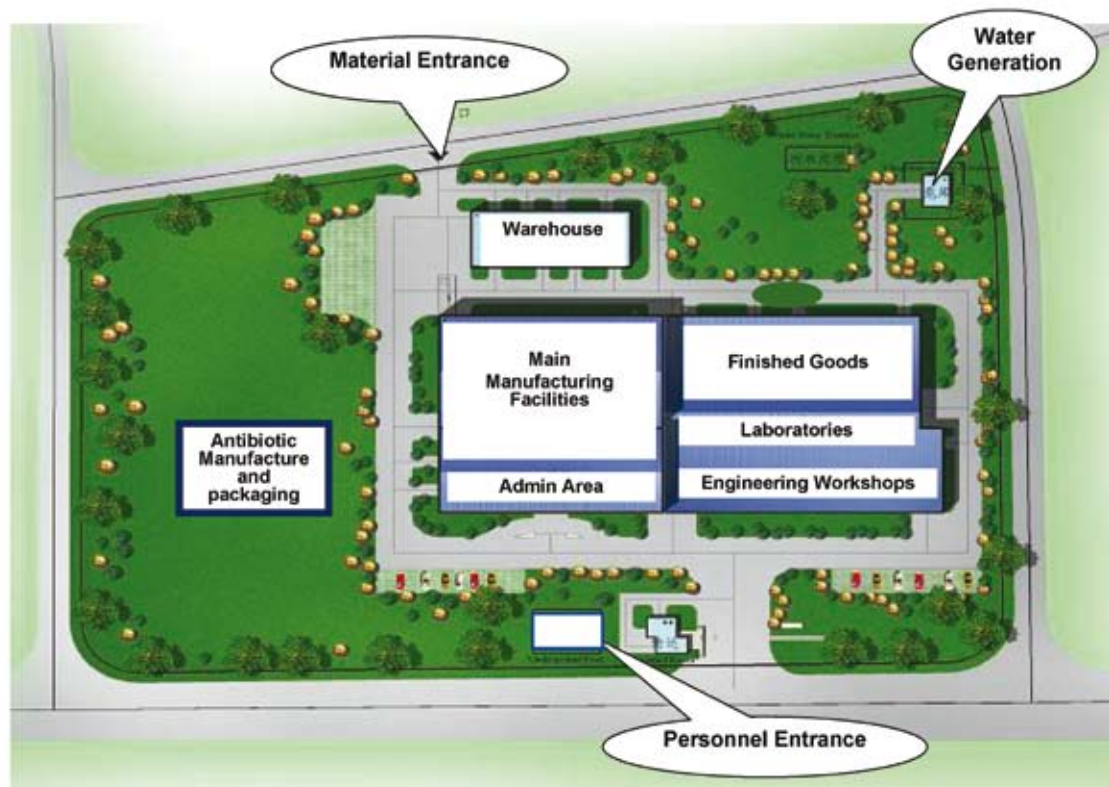 Material Entrance
Water
Generation
Warehouse
Main
Manufacturing
Facilities
Finished Goods
Laboratories
Antibiotic
Manufacture
and
packaging
Admin Area
Engineering Workshops
Personnel Entrance